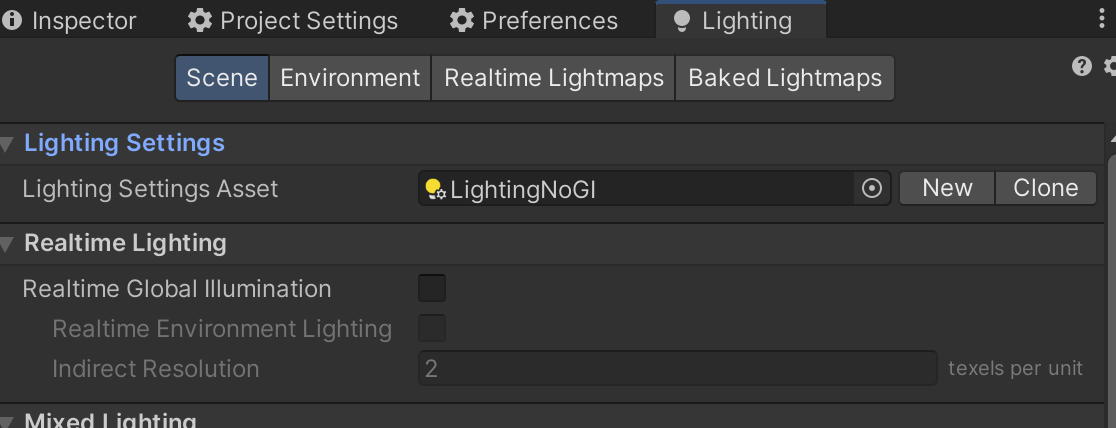 Inspector Project Settings Preferences Lighting
Scene Environment Realtime Lightmaps Baked Lightmaps
Lighting Settings
Lighting Settings Asset LightingNoGI New Clone
Realtime Lighting
Realtime Global Illumination
Realtime Environment Lighting
Indirect Resolution 2 texels per unit
Mixed Lighting